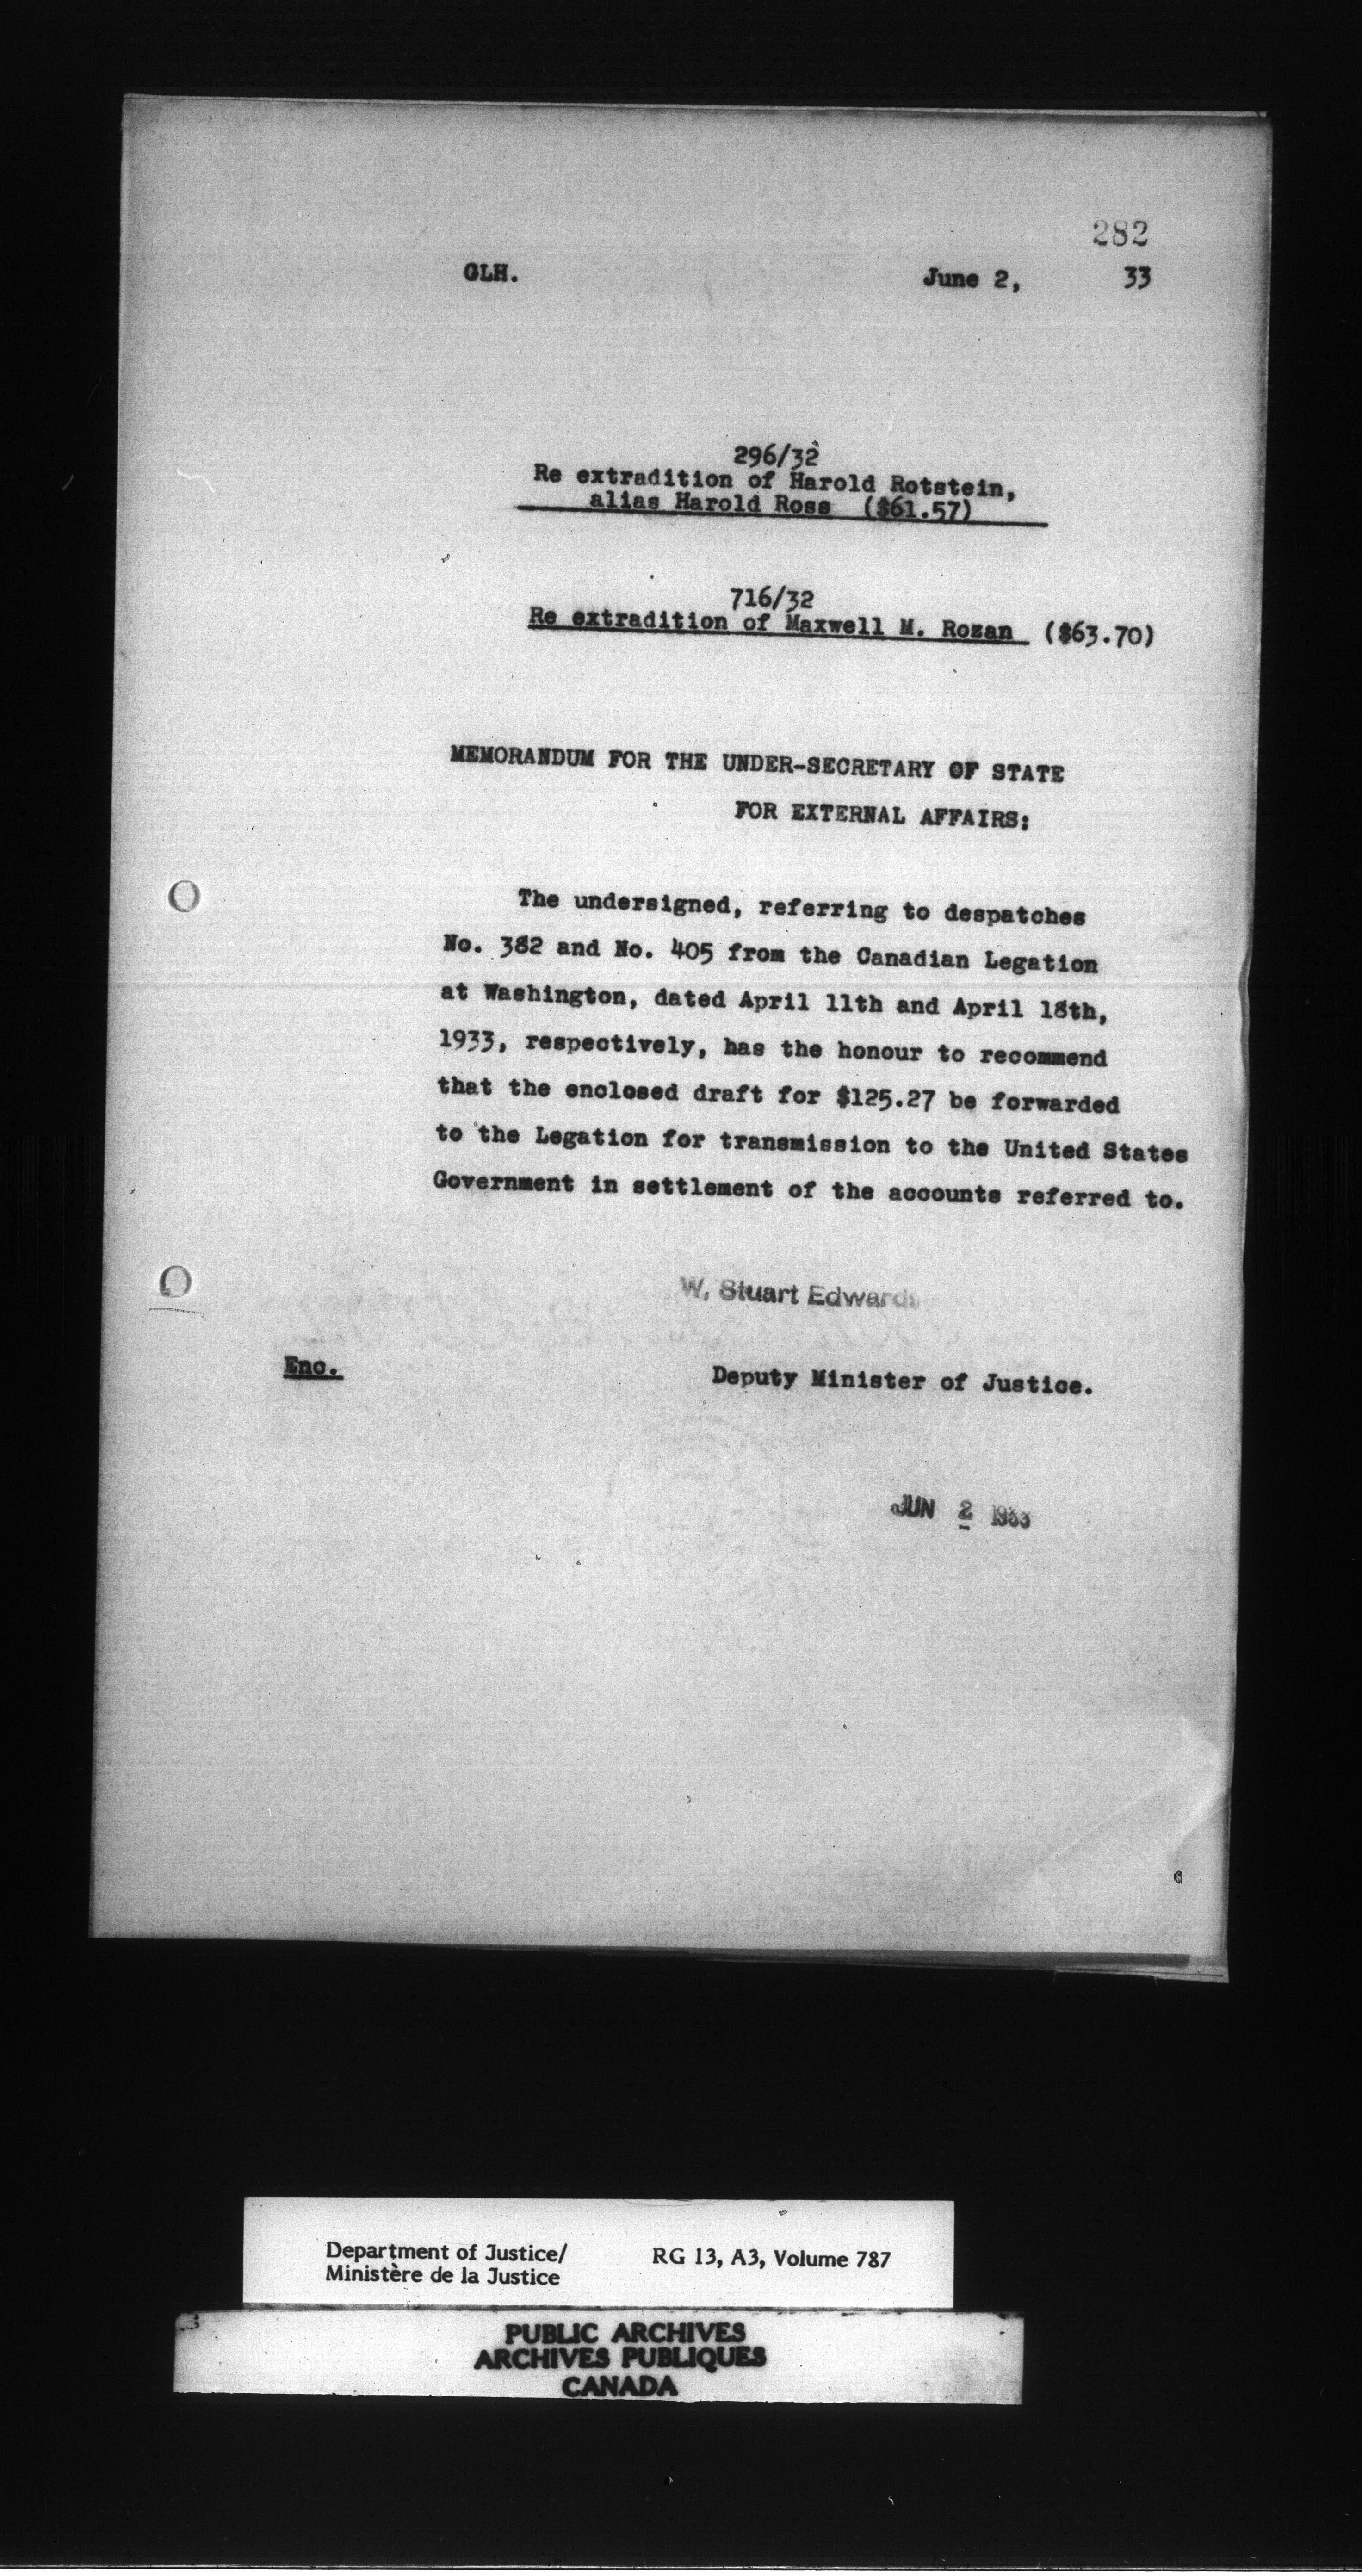 282
GLH. June 2, 33
296/32
Re extradition of Harold Rotstein,
alias Harold Ross ($61.57)
716/32
Re extradition of Maxwell M. Rozan ($63.70)
MEMORANDUM FOR THE UNDER-SECRETARY OF STATE
FOR EXTERNAL AFFAIRS:
The undersigned, referring to despatches
No. 382 and No. 405 from the Canadian Legation
at Washington, dated April 11th and April 18th,
1933, respectively, has the honour to recommend
that the enclosed draft for $125.27 be forwarded
to the Legation for transmission to the United States
Government in settlement of the accounts referred to.
W. Stuart Edwards
Enc. Deputy Minister of Justice.
JUN 2 1933
Department of Justice/ RG 13, A3, Volume 787
Ministère de la Justice
PUBLIC ARCHIVES
ARCHIVES PUBLIQUES
CANADA